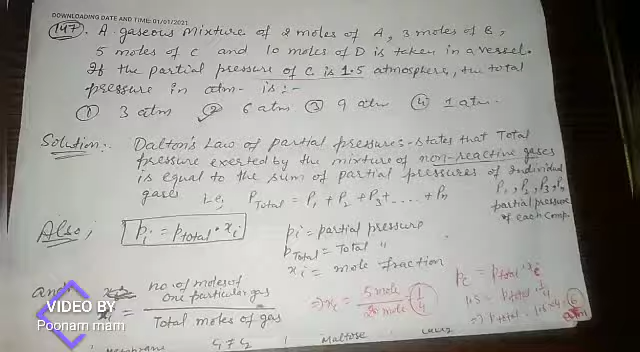 DOWNLOADING DATE AND TIME: 01/01/2021
147. A gaseous mixture of 2 moles of A, 3 moles of B,
5 moles of C and 10 moles of D is taken in a vessel.
If the partial pressure of C is 1.5 atmosphere, the total
pressure in atm- is :-
① 3 atm ② 6 atm ③ 9 atm ④ 1 atm.
Solution:- Dalton's Law of partial pressures - states that Total
pressure exerted by the mixture of non-reactive gases
is equal to the sum of partial pressures of individual
gases i.e, P Total = P1 + P2 + P3 + .... + Pn
P1, P2, P3, Pn
partial pressure
of each comp.
Also, pi = ptotal . xi
pi = partial pressure
pTotal = Total "
xi = mole fraction
and xi = no. of moles of one particular gas / Total moles of gas
⇒ xc = 5 mole / 20 mole = 1/4
pc = ptotal xc
1.5 = ptotal 1/4
⇒ ptotal = 1.5 x 4 = 6 atm
VIDEO BY
Poonam mam
Maltose